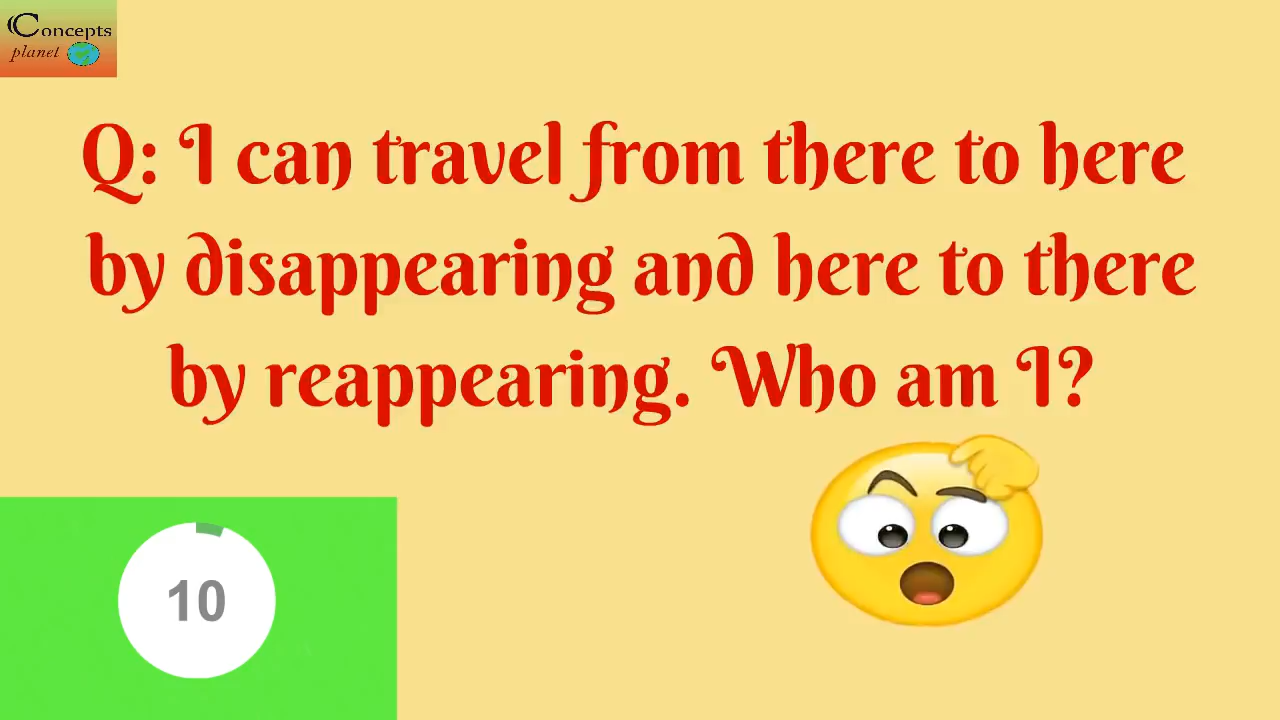 Concepts
planet
Q: I can travel from there to here
by disappearing and here to there
by reappearing. Who am I?
10